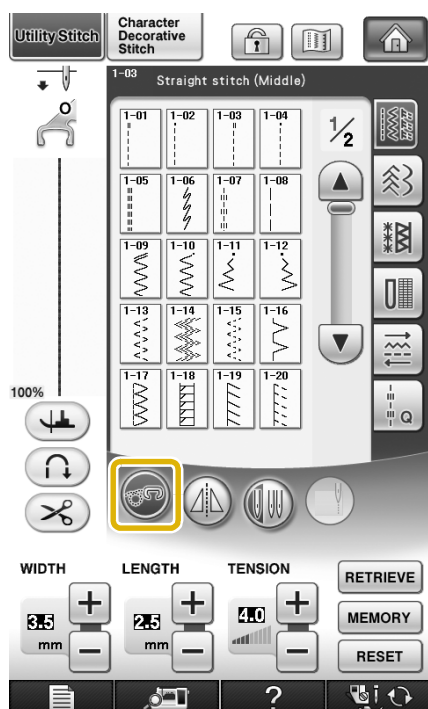 Utility Stitch
Character
Decorative
Stitch
1-03
Straight stitch (Middle)
O
1-01 1-02 1-03 1-04
1/2
1-05 1-06 1-07 1-08
1-09 1-10 1-11 1-12
1-13 1-14 1-15 1-16
1-17 1-18 1-19 1-20
Q
100%
WIDTH LENGTH TENSION
3.5
mm
2.5
mm
4.0
RETRIEVE
MEMORY
RESET
?
i